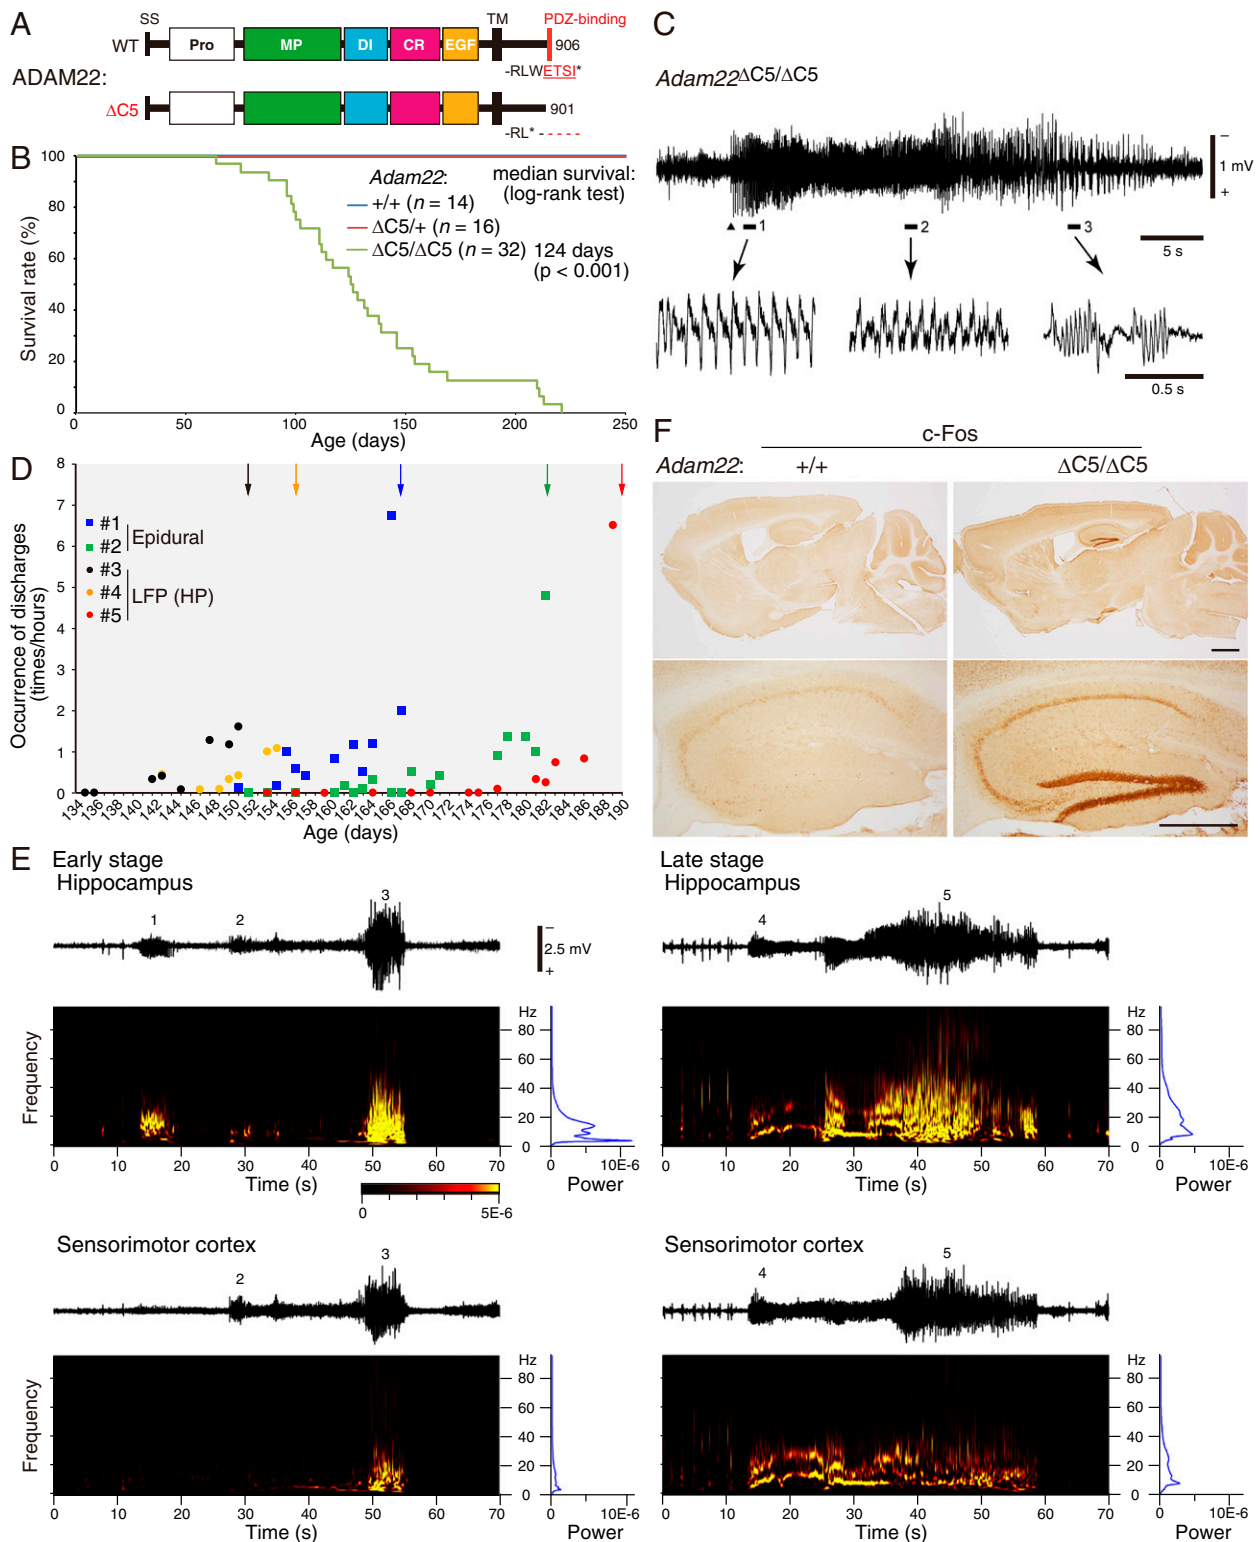 A
SS
TM
PDZ-binding
WT
Pro
MP
DI
CR
EGF
906
-RLWETSI*
ADAM22:
ΔC5
901
-RL* -----
B
Survival rate (%)
100
80
60
40
20
0
0
50
100
150
200
250
Age (days)
Adam22:
+/+ (n = 14)
ΔC5/+ (n = 16)
ΔC5/ΔC5 (n = 32)
median survival:
(log-rank test)
124 days
(p < 0.001)
C
Adam22ΔC5/ΔC5
−
1 mV
+
1
2
3
5 s
0.5 s
D
Occurrence of discharges
(times/hours)
8
7
6
5
4
3
2
1
0
#1
#2
Epidural
#3
#4
#5
LFP (HP)
134 136 138 140 142 144 146 148 150 152 154 156 158 160 162 164 166 168 170 172 174 176 178 180 182 184 186 188 190
Age (days)
F
c-Fos
Adam22:
+/+
ΔC5/ΔC5
E
Early stage
Hippocampus
1
2
3
−
2.5 mV
+
Frequency
Hz
80
60
40
20
0
0 10 20 30 40 50 60 70
Time (s)
0 10E-6
Power
0 5E-6
Late stage
Hippocampus
4
5
Hz
80
60
40
20
0
0 10 20 30 40 50 60 70
Time (s)
0 10E-6
Power
Sensorimotor cortex
2
3
Frequency
Hz
80
60
40
20
0
0 10 20 30 40 50 60 70
Time (s)
0 10E-6
Power
Sensorimotor cortex
4
5
Hz
80
60
40
20
0
0 10 20 30 40 50 60 70
Time (s)
0 10E-6
Power